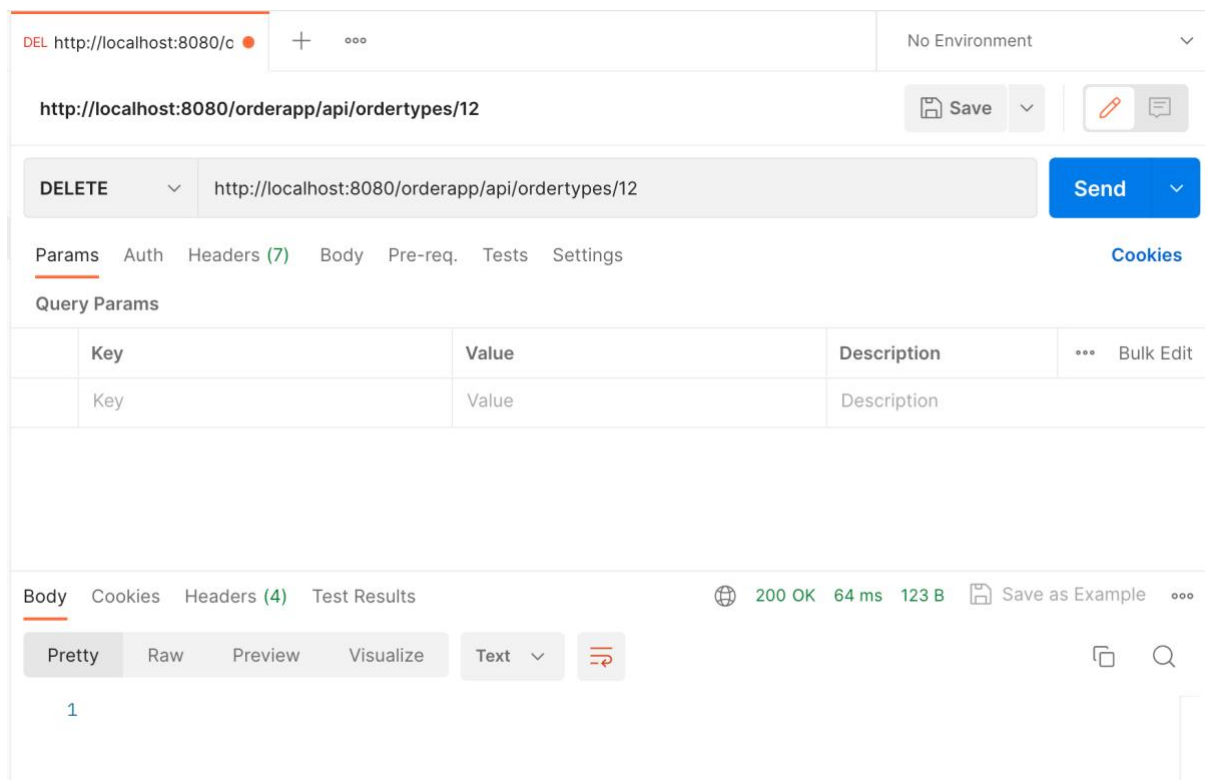 DEL http://localhost:8080/o
No Environment
http://localhost:8080/orderapp/api/ordertypes/12
Save
DELETE http://localhost:8080/orderapp/api/ordertypes/12 Send
Params Auth Headers (7) Body Pre-req. Tests Settings Cookies
Query Params
Key Value Description Bulk Edit
Key Value Description
Body Cookies Headers (4) Test Results 200 OK 64 ms 123 B Save as Example
Pretty Raw Preview Visualize Text
1